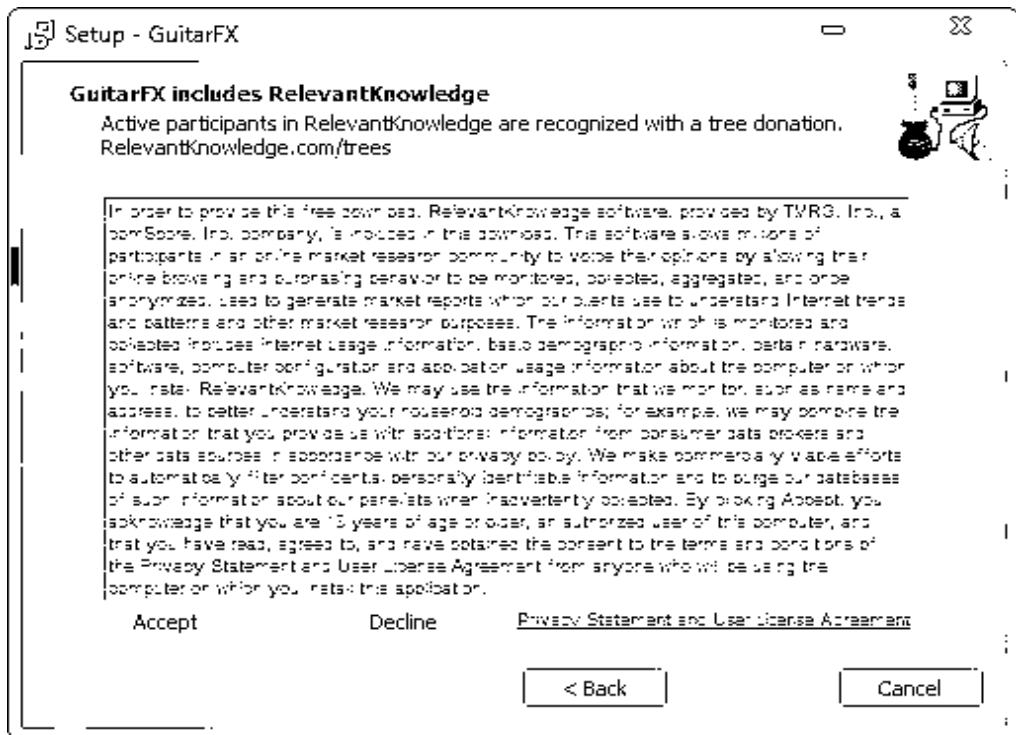 Setup - GuitarFX
GuitarFX includes RelevantKnowledge
Active participants in RelevantKnowledge are recognized with a tree donation.
RelevantKnowledge.com/trees
In order to provide this free download, RelevantKnowledge software, provided by TMRG, Inc., a
comScore, Inc. company, is included in this download. This software allows millions of
participants in an online market research community to voice their opinions by allowing their
online browsing and purchasing behavior to be monitored, collected, aggregated, and once
anonymized, used to generate market reports which our clients use to understand Internet trends
and patterns and other market research purposes. The information which is monitored and
collected includes internet usage information, basic demographic information, certain hardware,
software, computer configuration and application usage information about the computer on which
you install RelevantKnowledge. We may use the information that we monitor, such as name and
address, to better understand your household demographics; for example, we may combine the
information that you provide us with additional information from consumer data brokers and
other data sources in accordance with our privacy policy. We make commercially viable efforts
to automatically filter confidential personally identifiable information and to purge our databases
of such information about our panelists when inadvertently collected. By clicking Accept, you
acknowledge that you are years of age or older, an authorized user of this computer, and
that you have read, agreed to, and have obtained the consent to the terms and conditions of
the Privacy Statement and User License Agreement from anyone who will be using the
computer on which you install this application.
Accept Decline Privacy Statement and User License Agreement
< Back Cancel